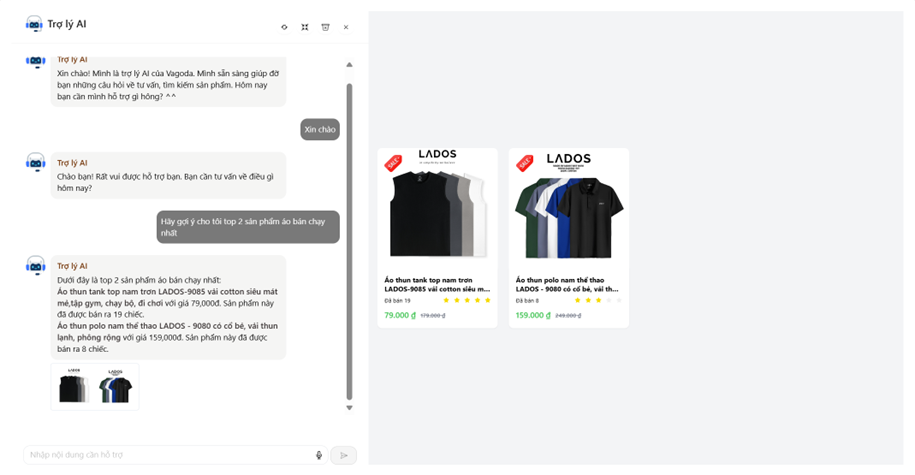 Trợ lý AI
Trợ lý AI
Xin chào! Mình là trợ lý AI của Vagoda. Mình sẵn sàng giúp đỡ
bạn những câu hỏi về tư vấn, tìm kiếm sản phẩm. Hôm nay
bạn cần mình hỗ trợ gì hông? ^^
Xin chào
Trợ lý AI
Chào bạn! Rất vui được hỗ trợ bạn. Bạn cần tư vấn về điều gì
hôm nay?
Hãy gợi ý cho tôi top 2 sản phẩm áo bán chạy
nhất
Trợ lý AI
Dưới đây là top 2 sản phẩm áo bán chạy nhất:
Áo thun tank top nam trơn LADOS-9085 vải cotton siêu mát
mẻ,tập gym, chạy bộ, đi chơi với giá 79,000đ. Sản phẩm này
đã được bán ra 19 chiếc.
Áo thun polo nam thể thao LADOS - 9080 có cổ bẻ, vải thun
lạnh, phông rộng với giá 159,000đ. Sản phẩm này đã được
bán ra 8 chiếc.
Nhập nội dung cần hỗ trợ
SALE
LADOS
Áo thun tank top nam trơn
LADOS-9085 vải cotton siêu m...
Đã bán 19
79.000 ₫ 179.000 ₫
SALE
LADOS
Áo thun polo nam thể thao
LADOS - 9080 có cổ bẻ, vải th...
Đã bán 8
159.000 ₫ 249.000 ₫